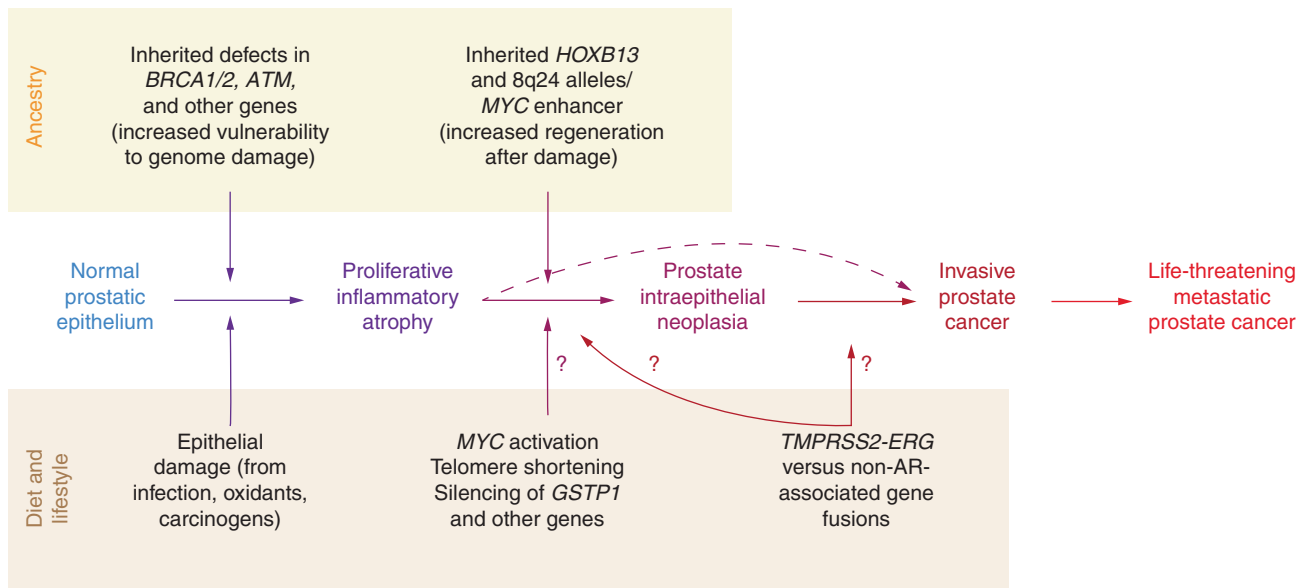 Ancestry
Inherited defects in
BRCA1/2, ATM,
and other genes
(increased vulnerability
to genome damage)
Inherited HOXB13
and 8q24 alleles/
MYC enhancer
(increased regeneration
after damage)
Normal
prostatic
epithelium
Proliferative
inflammatory
atrophy
Prostate
intraepithelial
neoplasia
Invasive
prostate
cancer
Life-threatening
metastatic
prostate cancer
?
?
?
Diet and
lifestyle
Epithelial
damage (from
infection, oxidants,
carcinogens)
MYC activation
Telomere shortening
Silencing of GSTP1
and other genes
TMPRSS2-ERG
versus non-AR-
associated gene
fusions